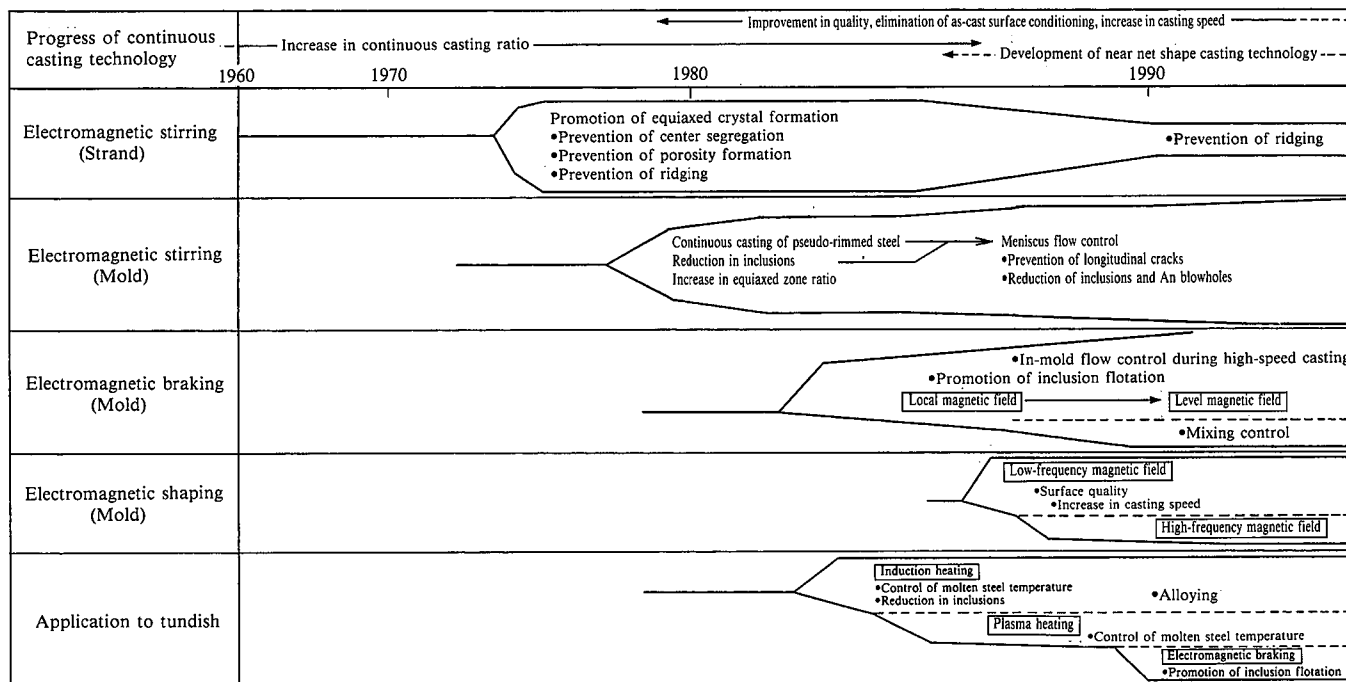 Progress of continuous
casting technology
Improvement in quality, elimination of as-cast surface conditioning, increase in casting speed
Increase in continuous casting ratio
Development of near net shape casting technology
1960
1970
1980
1990
Electromagnetic stirring
(Strand)
Promotion of equiaxed crystal formation
•Prevention of center segregation
•Prevention of porosity formation
•Prevention of ridging
•Prevention of ridging
Electromagnetic stirring
(Mold)
Continuous casting of pseudo-rimmed steel
Reduction in inclusions
Increase in equiaxed zone ratio
Meniscus flow control
•Prevention of longitudinal cracks
•Reduction of inclusions and An blowholes
Electromagnetic braking
(Mold)
•In-mold flow control during high-speed casting
•Promotion of inclusion flotation
Local magnetic field
Level magnetic field
•Mixing control
Electromagnetic shaping
(Mold)
Low-frequency magnetic field
•Surface quality
•Increase in casting speed
High-frequency magnetic field
Application to tundish
Induction heating
•Control of molten steel temperature
•Reduction in inclusions
•Alloying
Plasma heating
•Control of molten steel temperature
Electromagnetic braking
•Promotion of inclusion flotation